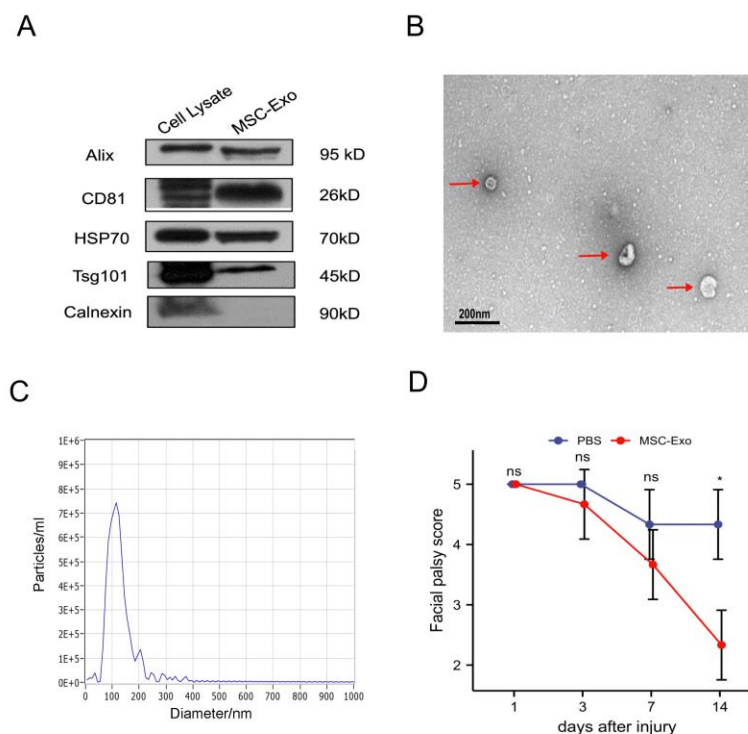 A
Cell Lysate
MSC-Exo
Alix
95 kD
CD81
26kD
HSP70
70kD
Tsg101
45kD
Calnexin
90kD
B
200nm
C
1E+6
9E+5
8E+5
7E+5
6E+5
5E+5
4E+5
3E+5
2E+5
1E+5
0E+0
Particles/ml
0 100 200 300 400 500 600 700 800 900 1000
Diameter/nm
D
PBS MSC-Exo
ns ns ns *
5
4
3
2
Facial palsy score
1 3 7 14
days after injury